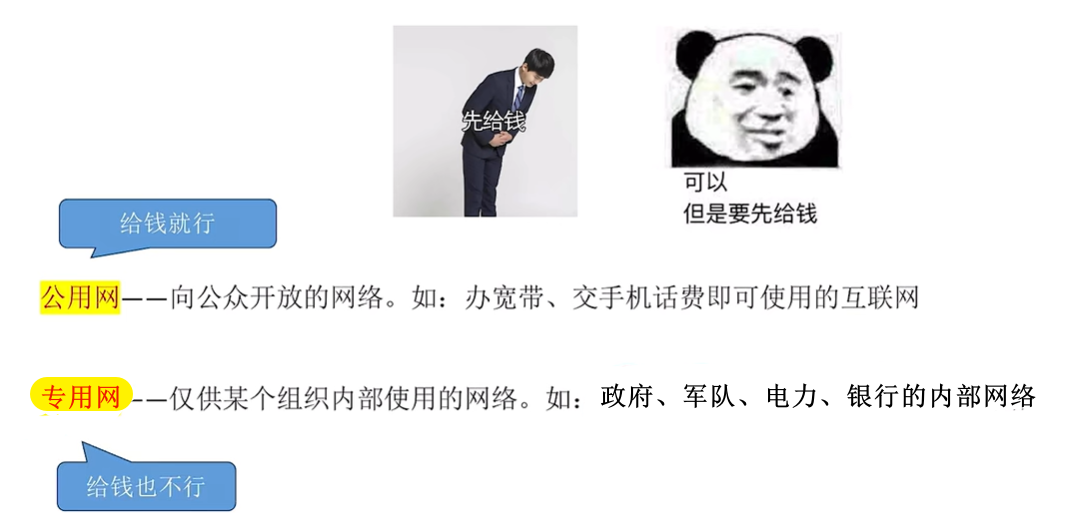 先给钱
可以
但是要先给钱
给钱就行
公用网——向公众开放的网络。如：办宽带、交手机话费即可使用的互联网
专用网——仅供某个组织内部使用的网络。如：政府、军队、电力、银行的内部网络
给钱也不行